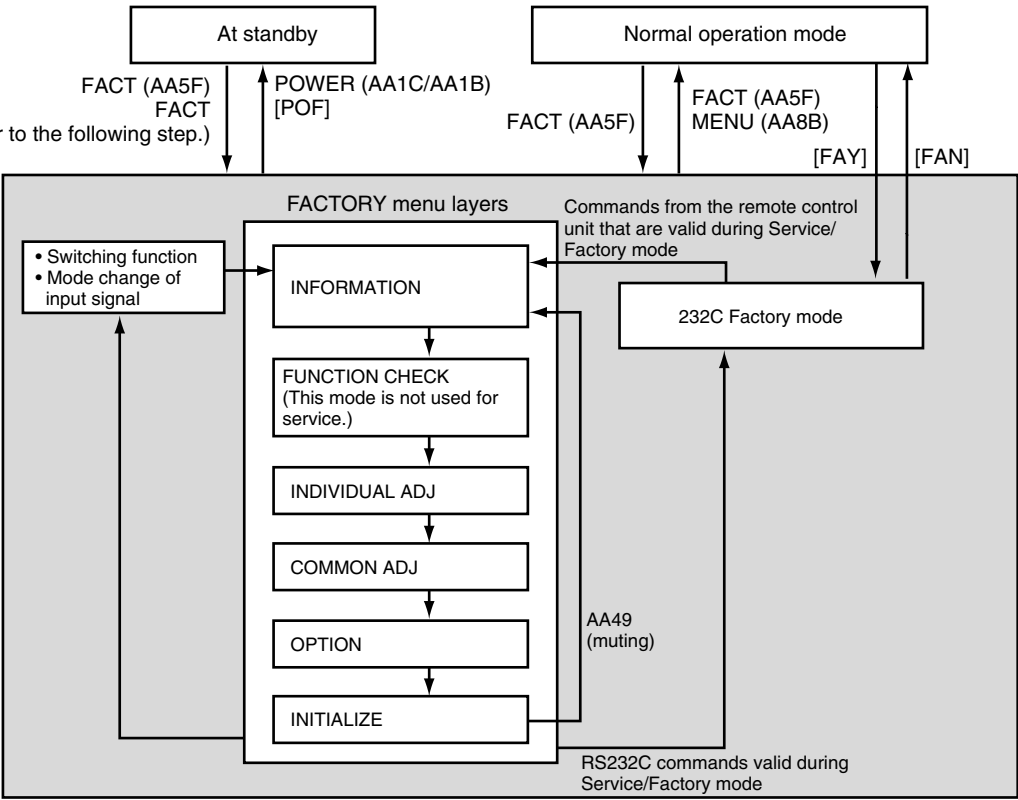 At standby
Normal operation mode
FACT (AA5F)
FACT
r to the following step.)
POWER (AA1C/AA1B)
[POF]
FACT (AA5F)
FACT (AA5F)
MENU (AA8B)
[FAY]
[FAN]
FACTORY menu layers
Commands from the remote control
unit that are valid during Service/
Factory mode
• Switching function
• Mode change of
input signal
INFORMATION
232C Factory mode
FUNCTION CHECK
(This mode is not used for
service.)
INDIVIDUAL ADJ
COMMON ADJ
OPTION
AA49
(muting)
INITIALIZE
RS232C commands valid during
Service/Factory mode